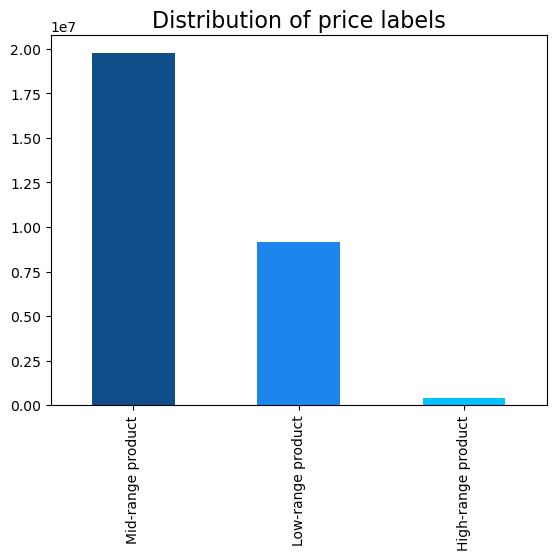 Distribution of price labels
1e7
2.00
1.75
1.50
1.25
1.00
0.75
0.50
0.25
0.00
Mid-range product
Low-range product
High-range product